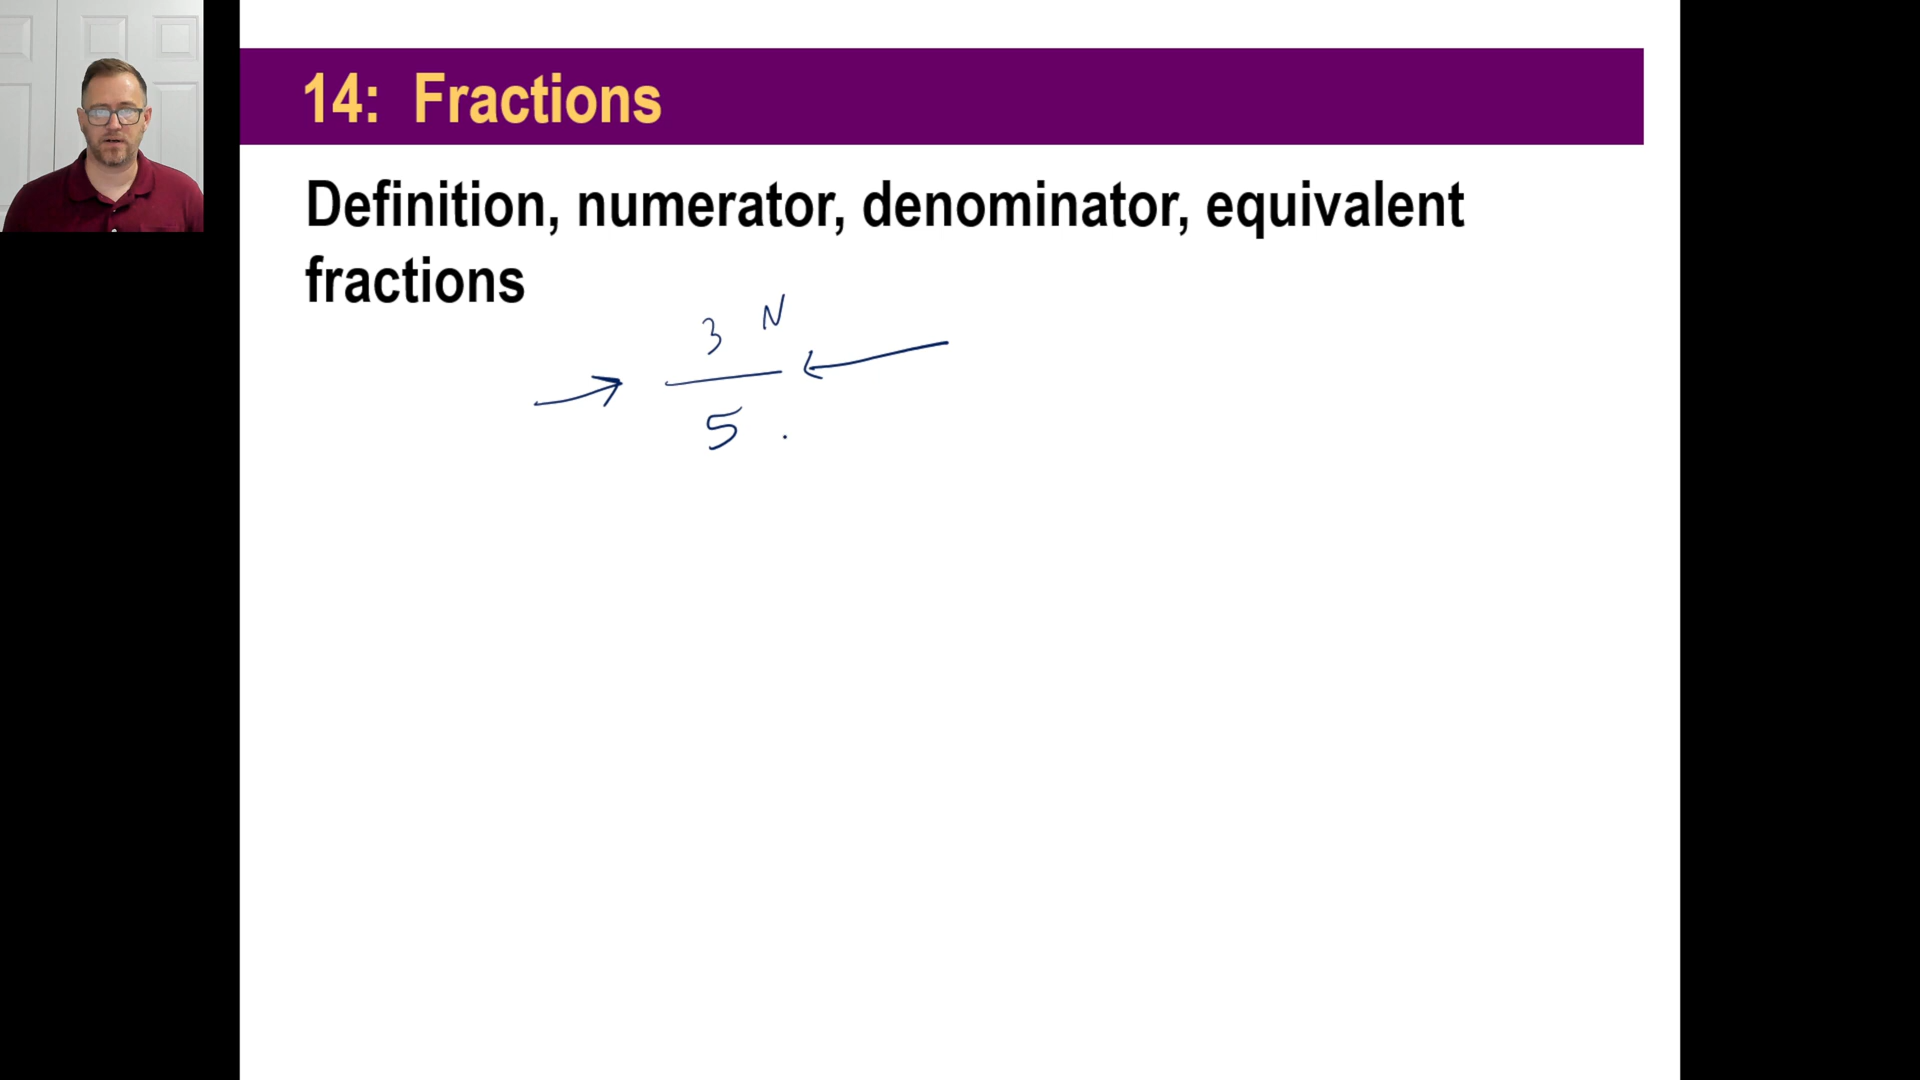 14: Fractions
Definition, numerator, denominator, equivalent
fractions
3 N
5 .